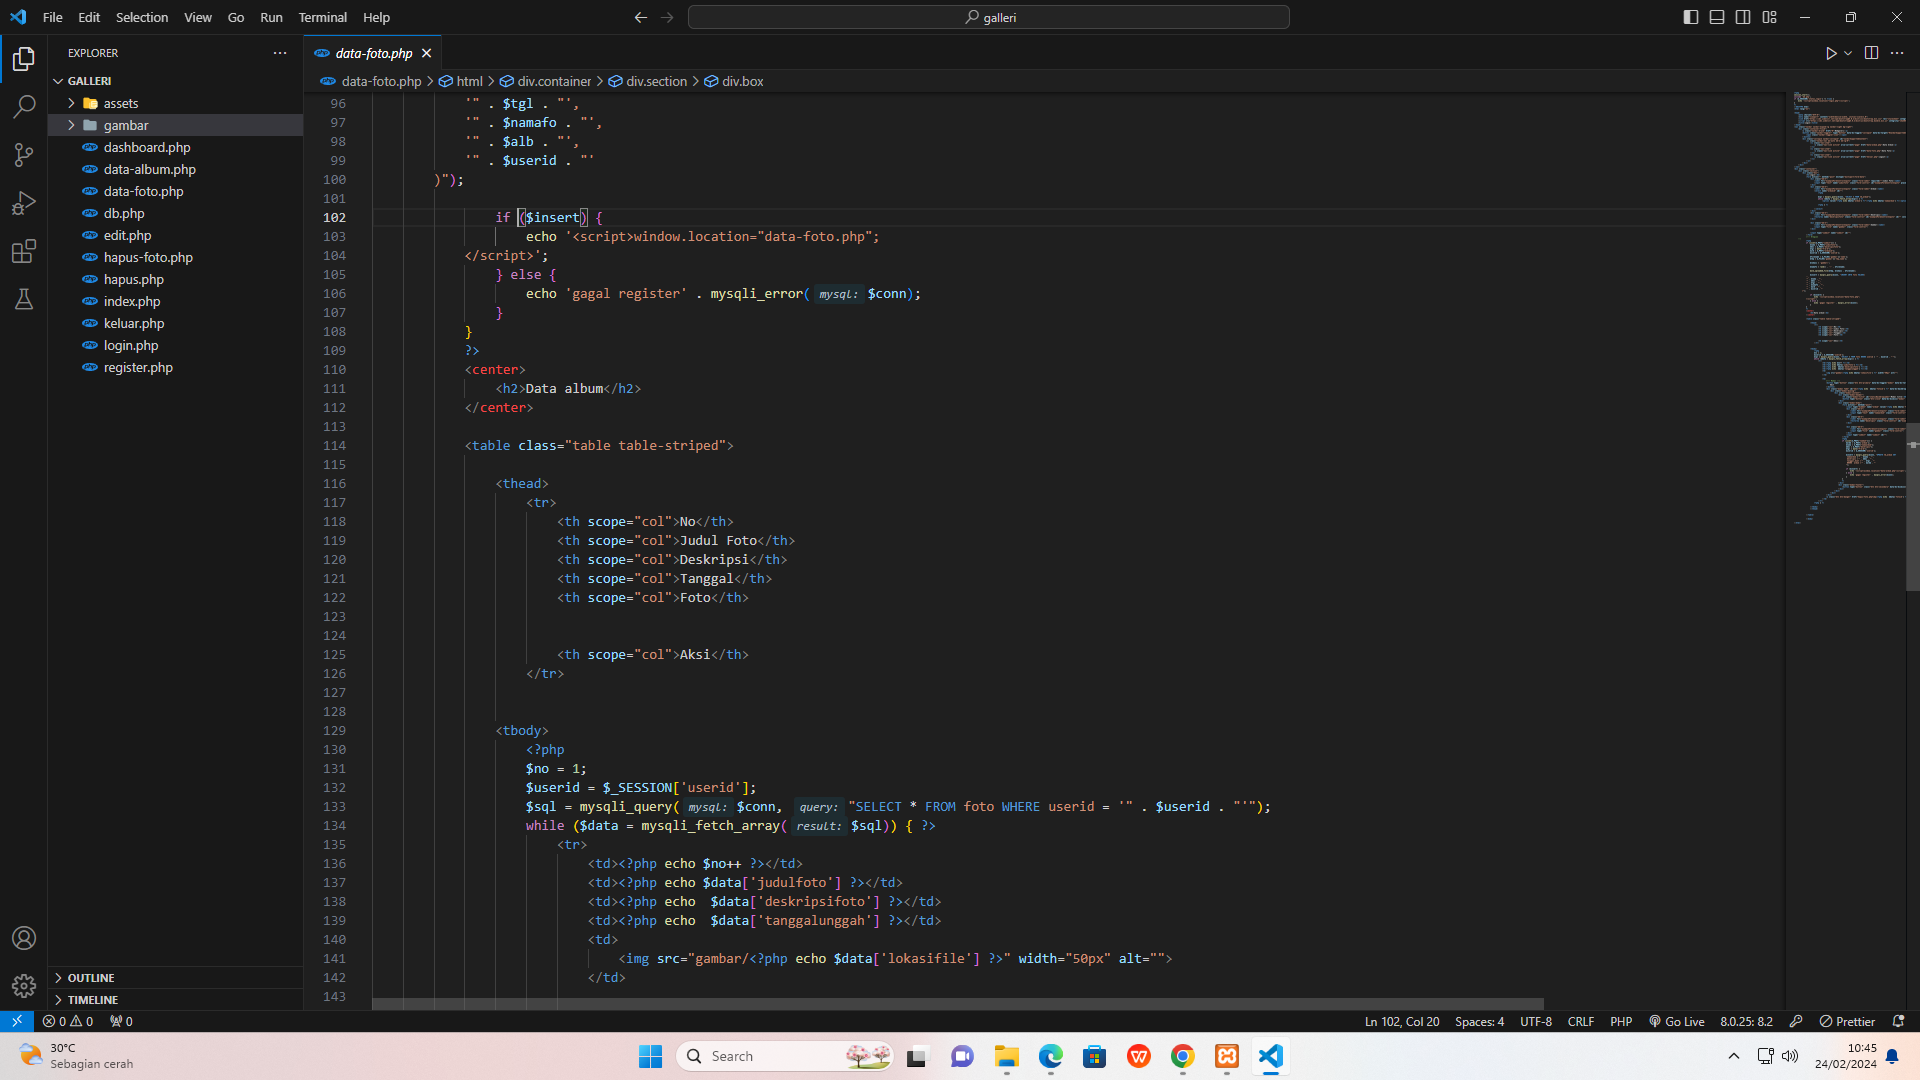 File Edit Selection View Go Run Terminal Help
galleri
EXPLORER
GALLERI
assets
gambar
dashboard.php
data-album.php
data-foto.php
db.php
edit.php
hapus-foto.php
hapus.php
index.php
keluar.php
login.php
register.php
OUTLINE
TIMELINE
data-foto.php
data-foto.php > html > div.container > div.section > div.box
96 '" . $tgl . "',
97 '" . $namafo . "',
98 '" . $alb . "',
99 '" . $userid . "'
100 )");
101
102 if ($insert) {
103 echo '<script>window.location="data-foto.php";
104 </script>';
105 } else {
106 echo 'gagal register' . mysqli_error(mysql: $conn);
107 }
108 }
109 ?>
110 <center>
111 <h2>Data album</h2>
112 </center>
113
114 <table class="table table-striped">
115
116 <thead>
117 <tr>
118 <th scope="col">No</th>
119 <th scope="col">Judul Foto</th>
120 <th scope="col">Deskripsi</th>
121 <th scope="col">Tanggal</th>
122 <th scope="col">Foto</th>
123
124
125 <th scope="col">Aksi</th>
126 </tr>
127
128
129 <tbody>
130 <?php
131 $no = 1;
132 $userid = $_SESSION['userid'];
133 $sql = mysqli_query(mysql: $conn, query: "SELECT * FROM foto WHERE userid = '" . $userid . "'");
134 while ($data = mysqli_fetch_array(result: $sql)) { ?>
135 <tr>
136 <td><?php echo $no++ ?></td>
137 <td><?php echo $data['judulfoto'] ?></td>
138 <td><?php echo  $data['deskripsifoto'] ?></td>
139 <td><?php echo  $data['tanggalunggah'] ?></td>
140 <td>
141 <img src="gambar/<?php echo $data['lokasifile'] ?>" width="50px" alt="">
142 </td>
143
0 0 0 Ln 102, Col 20 Spaces: 4 UTF-8 CRLF PHP Go Live 8.0.25: 8.2 Prettier
30°C
Sebagian cerah
Search
10:45
24/02/2024